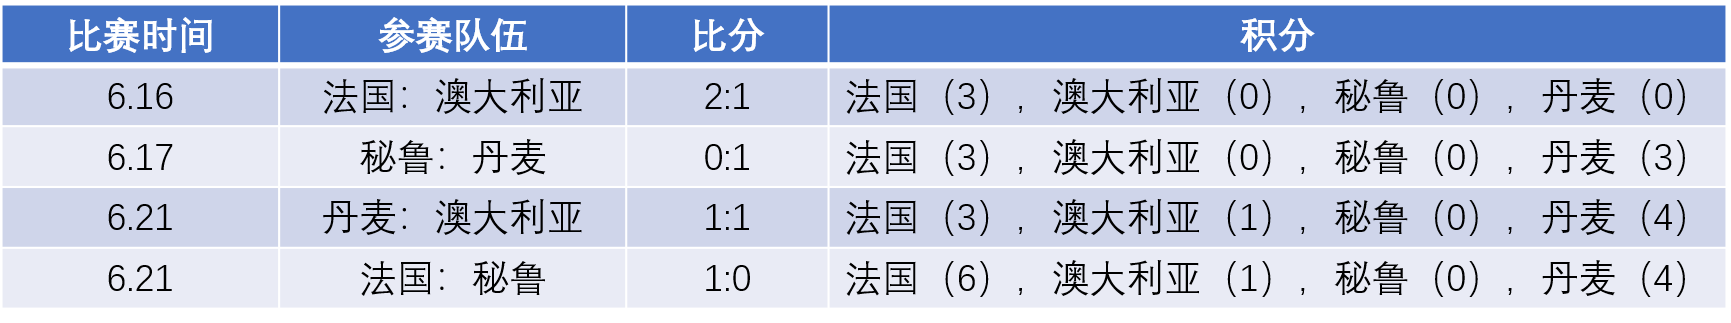 比赛时间 参赛队伍 比分 积分
6.16 法国：澳大利亚 2:1 法国（3），澳大利亚（0），秘鲁（0），丹麦（0）
6.17 秘鲁：丹麦 0:1 法国（3），澳大利亚（0），秘鲁（0），丹麦（3）
6.21 丹麦：澳大利亚 1:1 法国（3），澳大利亚（1），秘鲁（0），丹麦（4）
6.21 法国：秘鲁 1:0 法国（6），澳大利亚（1），秘鲁（0），丹麦（4）